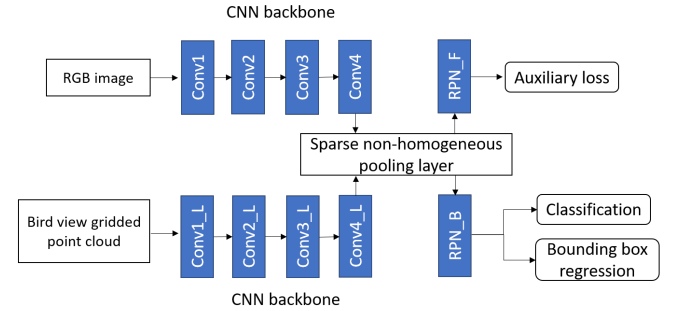 CNN backbone
RGB image
Conv1
Conv2
Conv3
Conv4
RPN_F
Auxiliary loss
Sparse non-homogeneous
pooling layer
Bird view gridded
point cloud
Conv1_L
Conv2_L
Conv3_L
Conv4_L
RPN_B
Classification
Bounding box
regression
CNN backbone